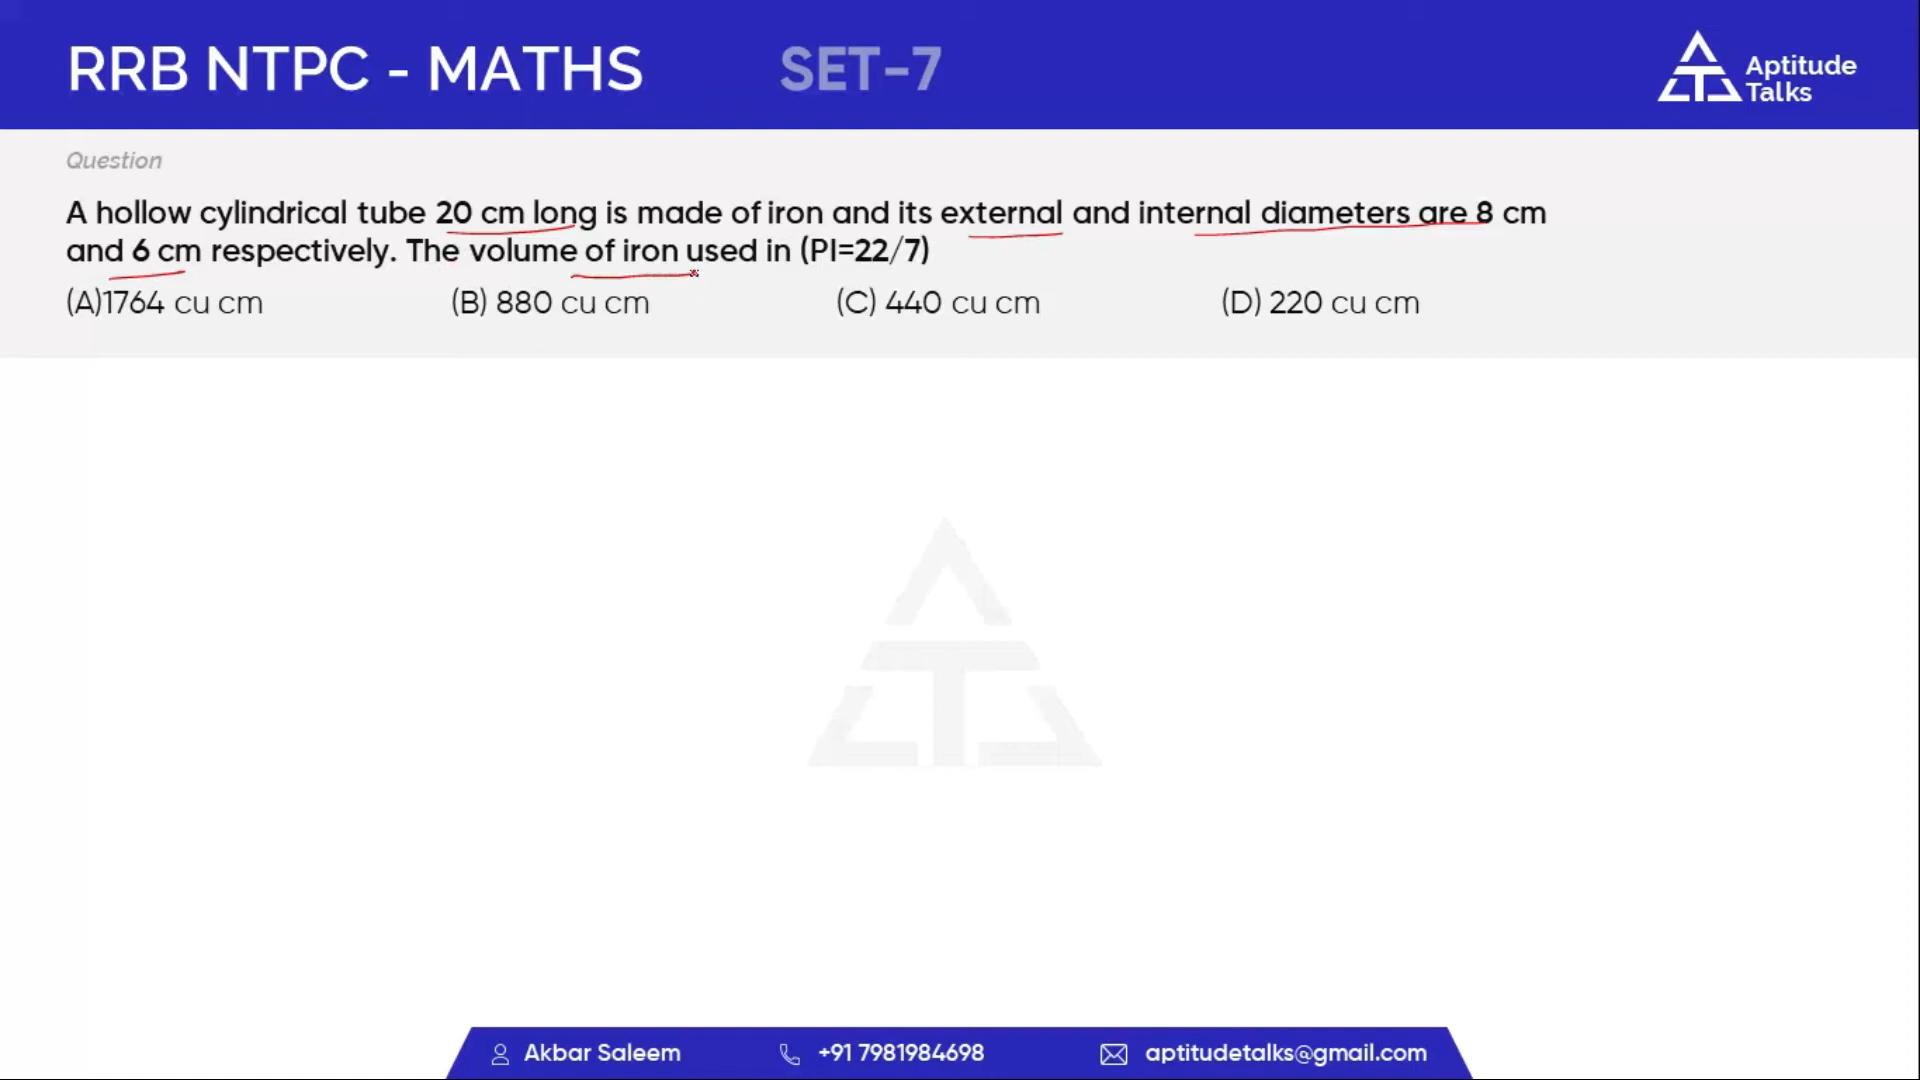 RRB NTPC - MATHS SET-7
Aptitude
Talks
Question
A hollow cylindrical tube 20 cm long is made of iron and its external and internal diameters are 8 cm
and 6 cm respectively. The volume of iron used in (PI=22/7)
(A)1764 cu cm (B) 880 cu cm (C) 440 cu cm (D) 220 cu cm
Akbar Saleem +91 7981984698 aptitudetalks@gmail.com